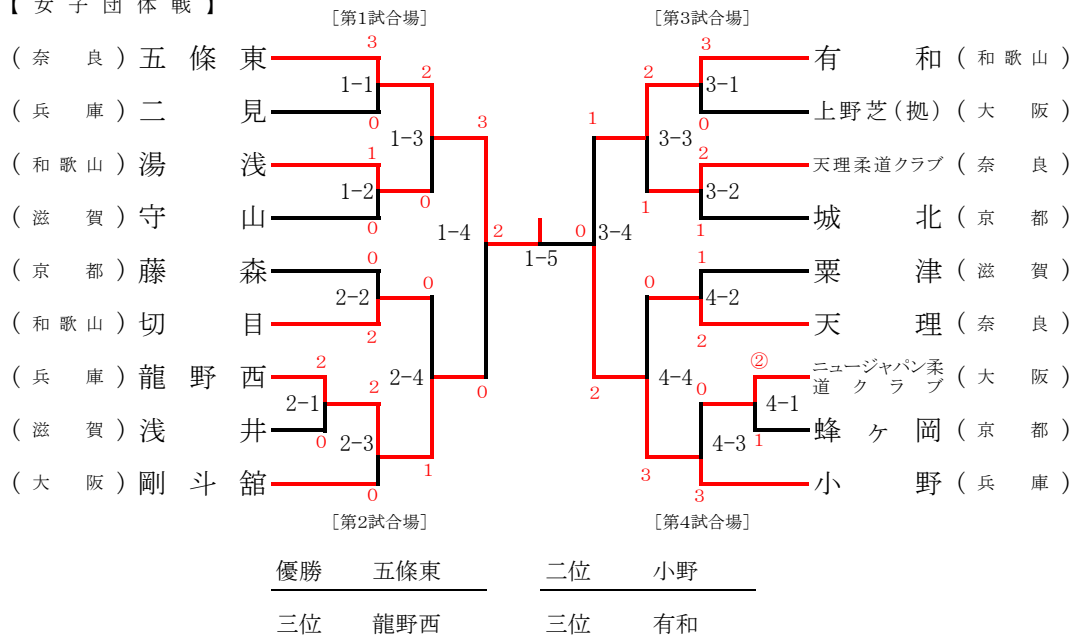 【女子団体戦】
[第1試合場] [第3試合場]
(奈良) 五條東 3 3 有和 (和歌山)
1-1 2 2 3-1
(兵庫) 二見 0 0 上野芝(拠) (大阪)
1-3 3 1 3-3
(和歌山) 湯浅 1 2 天理柔道クラブ (奈良)
1-2 0 1 3-2
(滋賀) 守山 0 1 城北 (京都)
1-4 2 0 3-4
1-5
(京都) 藤森 0 1 粟津 (滋賀)
2-2 0 0 4-2
(和歌山) 切目 2 2 天理 (奈良)
(兵庫) 龍野西 2 2-4 0 2 4-4 0 ② ニュージャパン柔道クラブ (大阪)
2-1 2 4-1
(滋賀) 浅井 0 1 蜂ヶ岡 (京都)
2-3 1 3 4-3
(大阪) 剛斗舘 0 3 小野 (兵庫)
[第2試合場] [第4試合場]
優勝 五條東 二位 小野
三位 龍野西 三位 有和